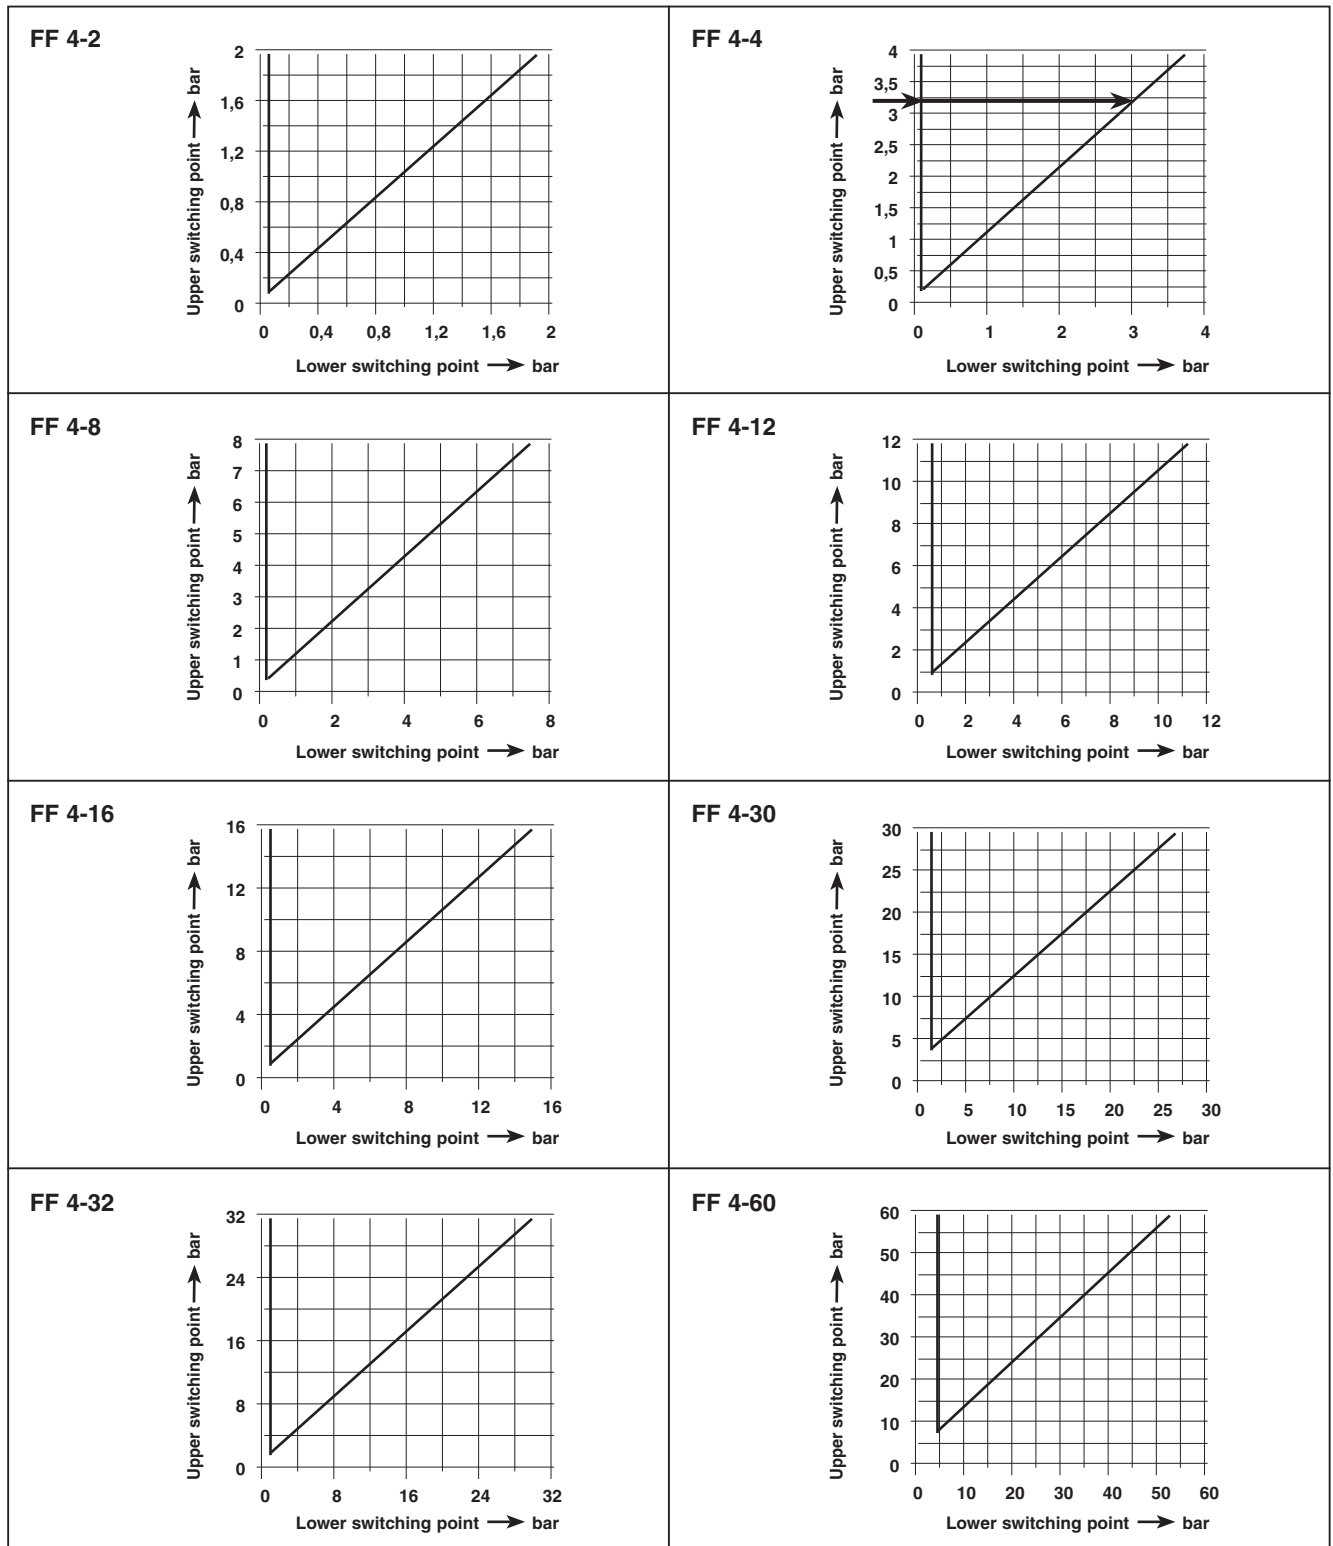 FF 4-2
Upper switching point bar
2
1,6
1,2
0,8
0,4
0
0 0,4 0,8 1,2 1,6 2
Lower switching point bar
FF 4-4
Upper switching point bar
4
3,5
3
2,5
2
1,5
1
0,5
0
0 1 2 3 4
Lower switching point bar
FF 4-8
Upper switching point bar
8
7
6
5
4
3
2
1
0
0 2 4 6 8
Lower switching point bar
FF 4-12
Upper switching point bar
12
10
8
6
4
2
0
0 2 4 6 8 10 12
Lower switching point bar
FF 4-16
Upper switching point bar
16
12
8
4
0
0 4 8 12 16
Lower switching point bar
FF 4-30
Upper switching point bar
30
25
20
15
10
5
0
0 5 10 15 20 25 30
Lower switching point bar
FF 4-32
Upper switching point bar
32
24
16
8
0
0 8 16 24 32
Lower switching point bar
FF 4-60
Upper switching point bar
60
50
40
30
20
10
0
0 10 20 30 40 50 60
Lower switching point bar